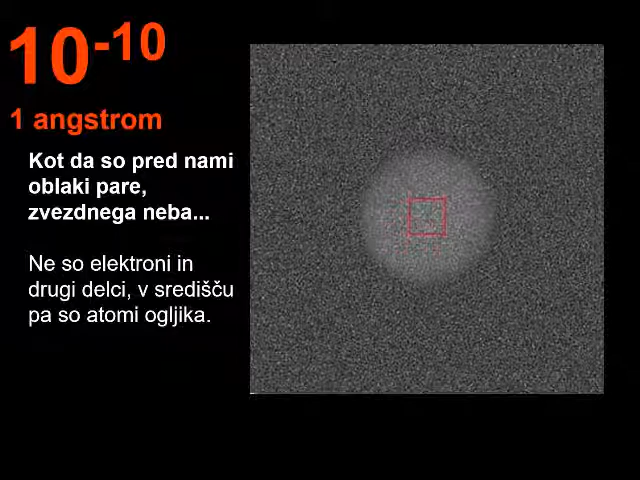 10-10
1 angstrom
Kot da so pred nami
oblaki pare,
zvezdnega neba...
Ne so elektroni in
drugi delci, v središču
pa so atomi ogljika.